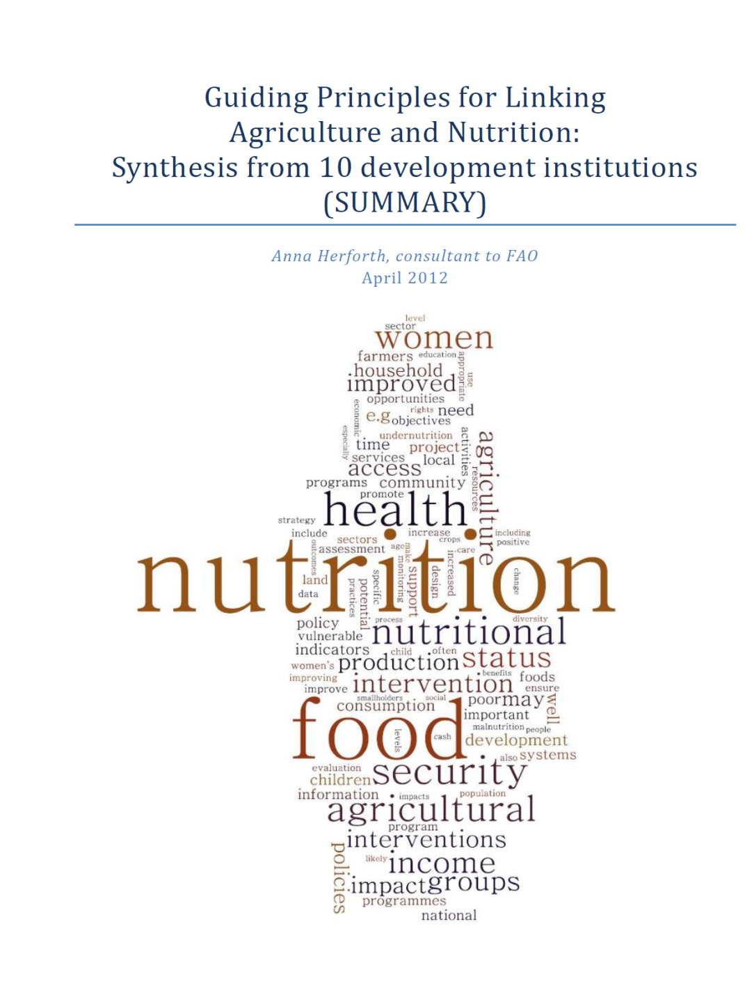 Guiding Principles for Linking
Agriculture and Nutrition:
Synthesis from 10 development institutions
(SUMMARY)
Anna Herforth, consultant to FAO
April 2012
level
sector
women
farmers education
appropriate
use
household
improved
opportunities
economic
rights need
e.g objectives
especially
undernutrition
activities
agriculture
time project
services local
access
resources
programs community
promote
health
strategy
include increase including
sectors crops positive
outcomes
assessment age care
make
nutrition
monitoring
increased
support
design
change
land
specific
potential
practices
data
policy process diversity
vulnerable nutritional
indicators child often
women's production status
improving benefits foods
improve intervention ensure
smallholders social poor may
well
consumption
important
food
malnutrition people
levels
cash development
also systems
evaluation
children security
information impacts population
agricultural
program
interventions
policies
likely income
impact groups
programmes
national